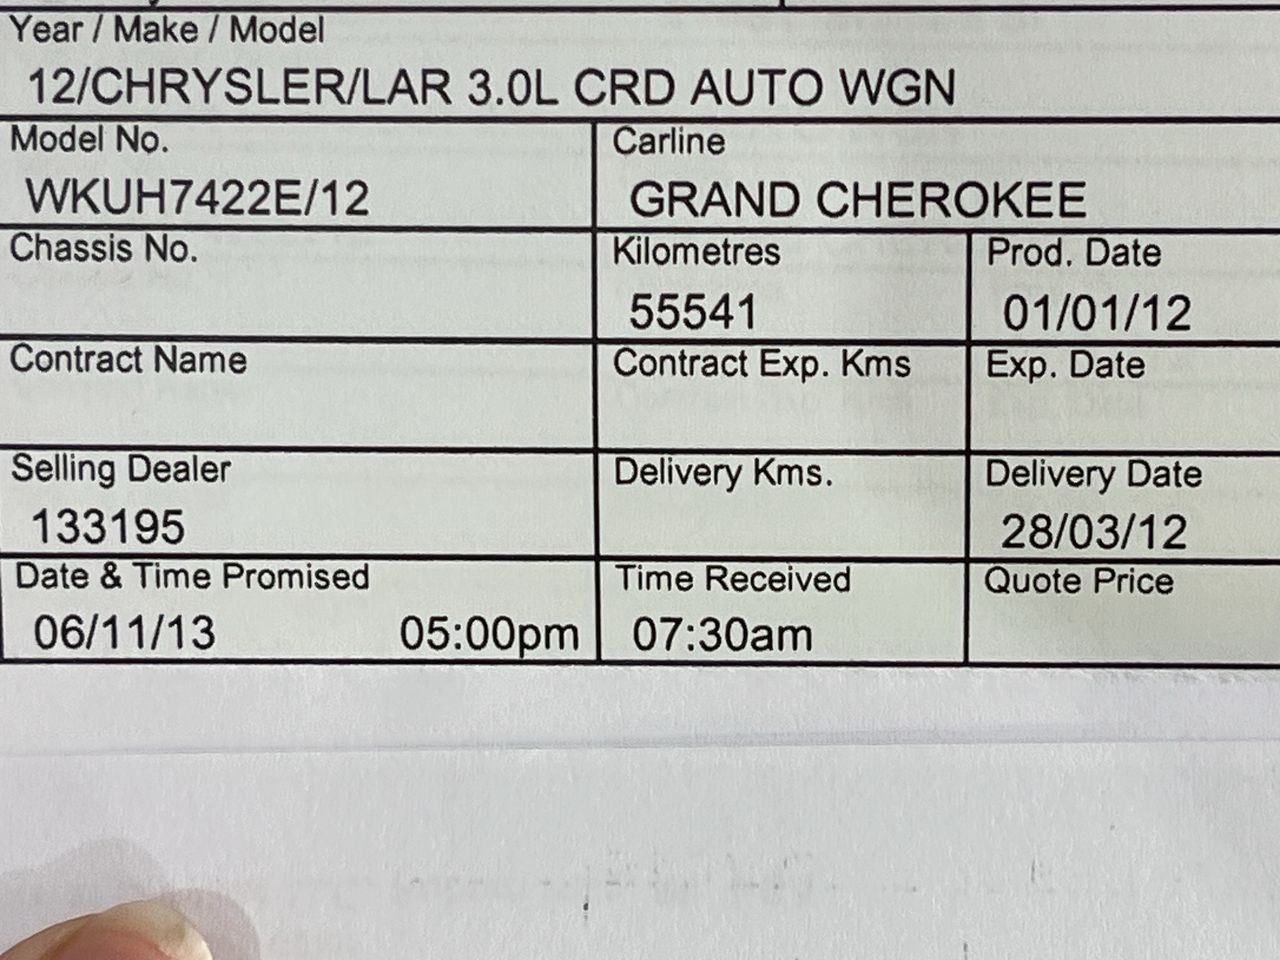 Year / Make / Model
12/CHRYSLER/LAR 3.0L CRD AUTO WGN
Model No. Carline
WKUH7422E/12 GRAND CHEROKEE
Chassis No. Kilometres Prod. Date
55541 01/01/12
Contract Name Contract Exp. Kms Exp. Date
Selling Dealer Delivery Kms. Delivery Date
133195 28/03/12
Date & Time Promised Time Received Quote Price
06/11/13 05:00pm 07:30am